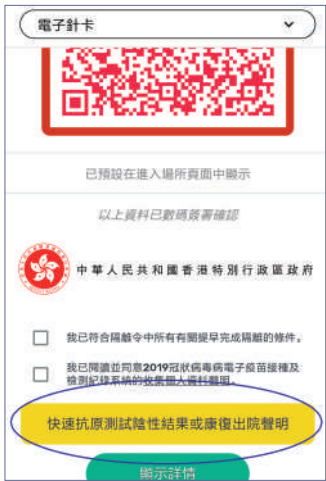 電子針卡
已預設在進入場所頁面中顯示
以上資料已數碼簽署確認
中華人民共和國香港特別行政區政府
我已符合隔離令中所有有關提早完成隔離的條件。
我已閱讀並同意2019冠狀病毒病電子疫苗接種及
檢測紀錄系統的收集個人資料聲明。
快速抗原測試陰性結果或康復出院聲明
顯示詳情